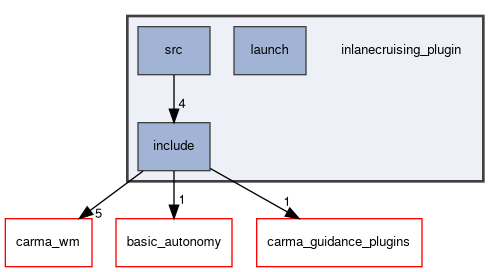 src
launch
inlanecruising_plugin
4
include
5
1
1
carma_wm
basic_autonomy
carma_guidance_plugins